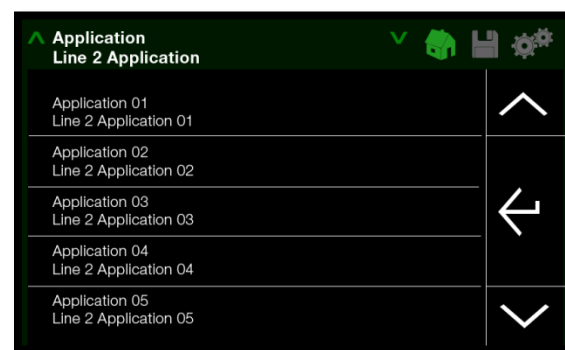 Application
Line 2 Application
Application 01
Line 2 Application 01
Application 02
Line 2 Application 02
Application 03
Line 2 Application 03
Application 04
Line 2 Application 04
Application 05
Line 2 Application 05